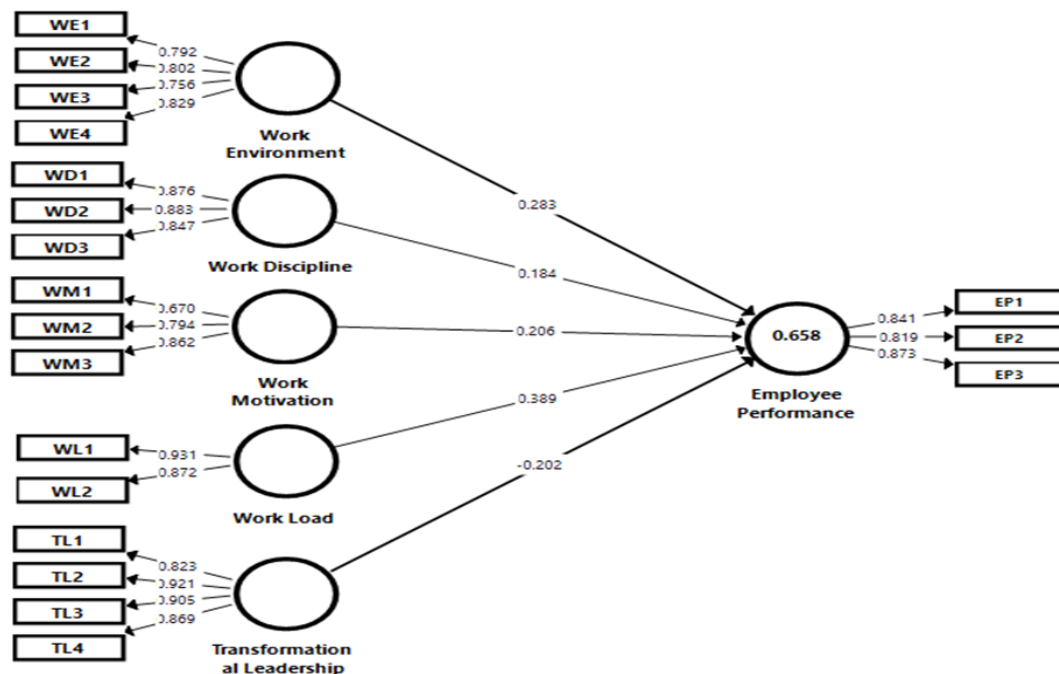 WE1
WE2
WE3
WE4
0.792
0.802
0.756
0.829
Work
Environment
WD1
WD2
WD3
0.876
0.883
0.847
Work Discipline
WM1
WM2
WM3
0.670
0.794
0.862
Work
Motivation
WL1
WL2
0.931
0.872
Work Load
TL1
TL2
TL3
TL4
0.823
0.921
0.905
0.869
Transformation
al Leadership
0.283
0.184
0.206
0.389
-0.202
0.658
Employee
Performance
0.841
0.819
0.873
EP1
EP2
EP3